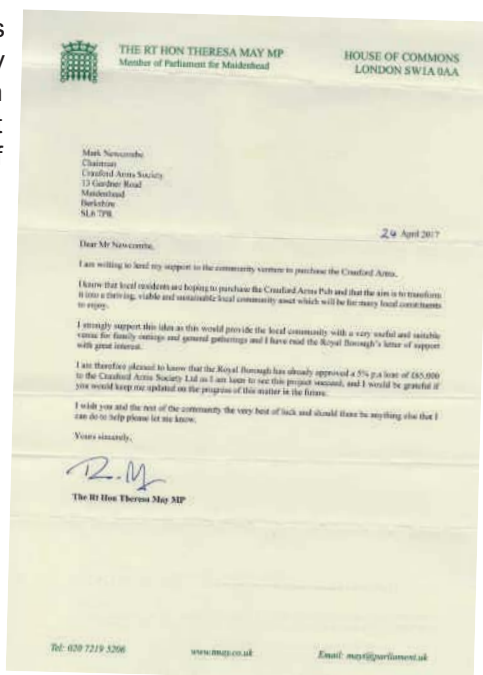 THE RT HON THERESA MAY MP
Member of Parliament for Maidenhead
HOUSE OF COMMONS
LONDON SW1A 0AA
Mark Newcombe
Chairman
Craufurd Arms Society
13 Gardner Road
Maidenhead
Berkshire
SL6 7PR
24 April 2017
Dear Mr Newcombe,
I am writing to lend my support to the community venture to purchase the Craufurd Arms.
I know that local residents are hoping to purchase the Craufurd Arms Pub and that the aim is to transform
it into a thriving, viable and sustainable local community asset which will be for many local constituents
to enjoy.
I strongly support this idea as this would provide the local community with a very useful and suitable
venue for family outings and general gatherings and I have read the Royal Borough's letter of support
with great interest.
I am therefore pleased to know that the Royal Borough has already approved a 5% p.a loan of £65,000
to the Craufurd Arms Society Ltd as I am keen to see this project succeed, and I would be grateful if
you would keep me updated on the progress of this matter in the future.
I wish you and the rest of the community the very best of luck and should there be anything else that I
can do to help please let me know.
Yours sincerely,
The Rt Hon Theresa May MP
Tel: 020 7219 5206
www.tmay.co.uk
Email: mayt@parliament.uk